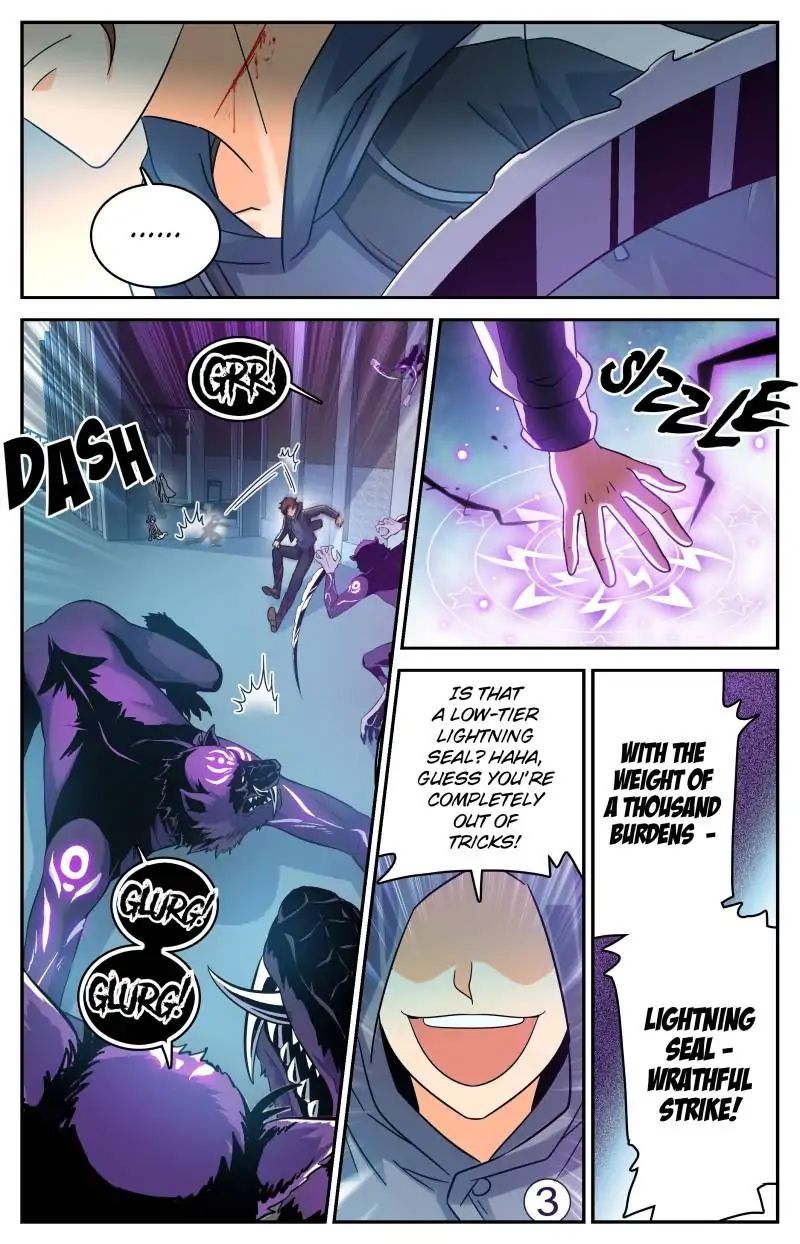 ......
GRR!
DASH
SIZZLE
GLURG!
GLURG!
IS THAT
A LOW-TIER
LIGHTNING
SEAL? HAHA,
GUESS YOU'RE
COMPLETELY
OUT OF
TRICKS!
WITH THE
WEIGHT OF
A THOUSAND
BURDENS -
LIGHTNING
SEAL -
WRATHFUL
STRIKE!
3